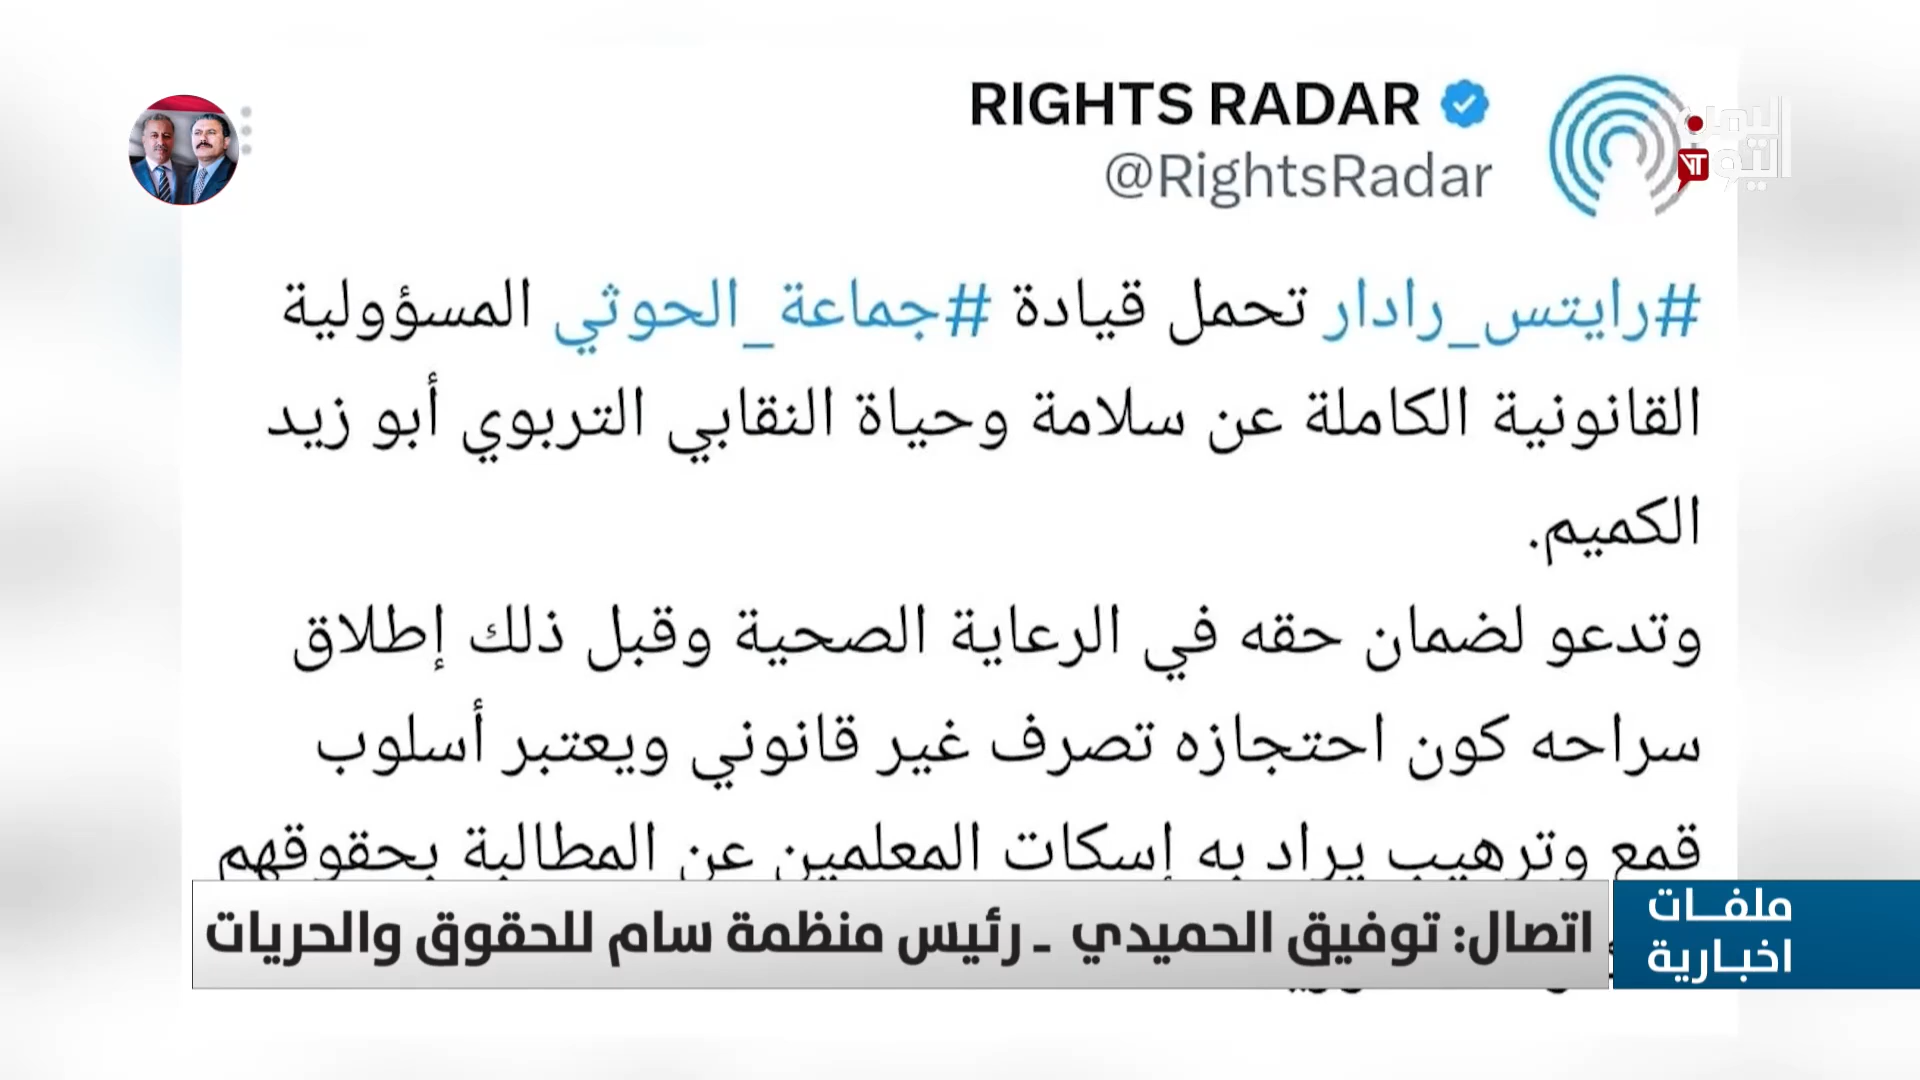 RIGHTS RADAR
@RightsRadar
اليمن
اليوم
#رايتس_رادار تحمل قيادة #جماعة_الحوثي المسؤولية
القانونية الكاملة عن سلامة وحياة النقابي التربوي أبو زيد
الكميم.
وتدعو لضمان حقه في الرعاية الصحية وقبل ذلك إطلاق
سراحه كون احتجازه تصرف غير قانوني ويعتبر أسلوب
قمع وترهيب يراد به إسكات المعلمين عن المطالبة بحقوقهم
ملفات
اخبارية
اتصال: توفيق الحميدي - رئيس منظمة سام للحقوق والحريات